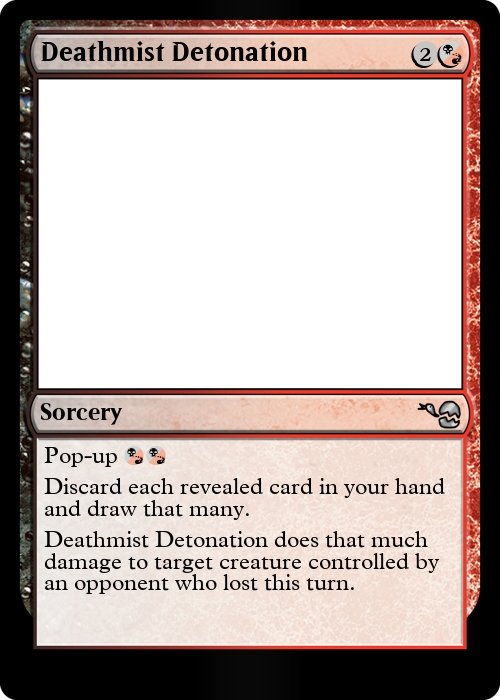 Deathmist Detonation 2
Sorcery
Pop-up
Discard each revealed card in your hand
and draw that many.
Deathmist Detonation does that much
damage to target creature controlled by
an opponent who lost this turn.